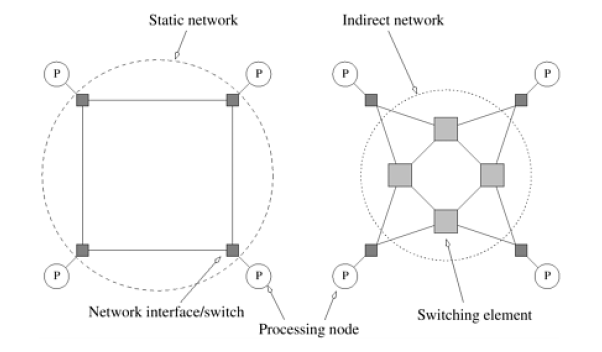 Static network
Indirect network
P
P
P
P
P
P
P
P
Network interface/switch
Processing node
Switching element